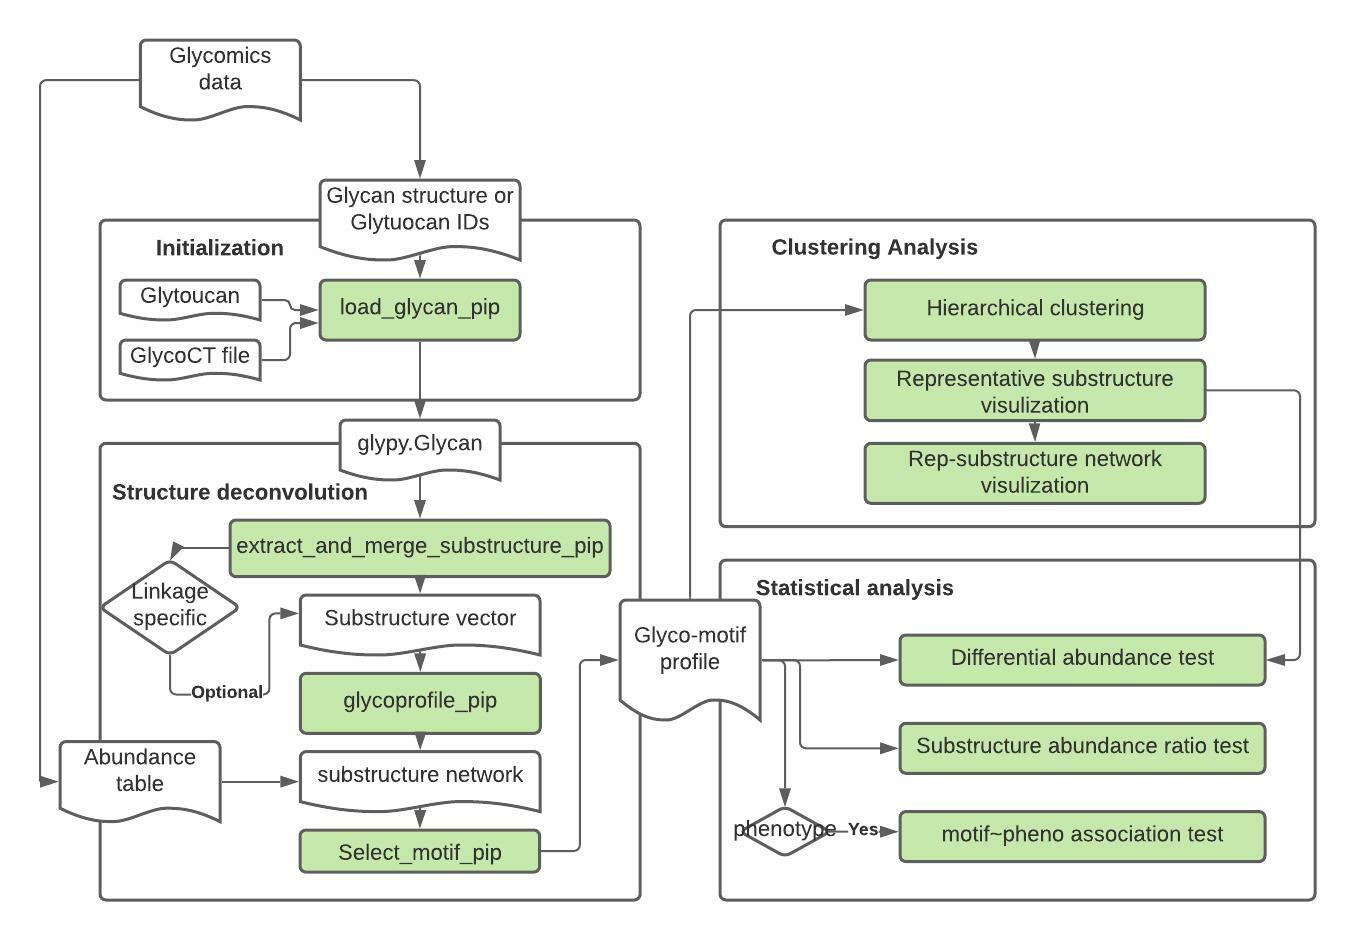 Glycomics
data
Glycan structure or
Glytuocan IDs
Initialization
Glytoucan
load_glycan_pip
GlycoCT file
glypy.Glycan
Structure deconvolution
extract_and_merge_substructure_pip
Linkage
specific
Substructure vector
Optional
glycoprofile_pip
Abundance
table
substructure network
Select_motif_pip
Glyco-motif
profile
Clustering Analysis
Hierarchical clustering
Representative substructure
visulization
Rep-substructure network
visulization
Statistical analysis
Differential abundance test
Substructure abundance ratio test
phenotype
Yes
motif~pheno association test